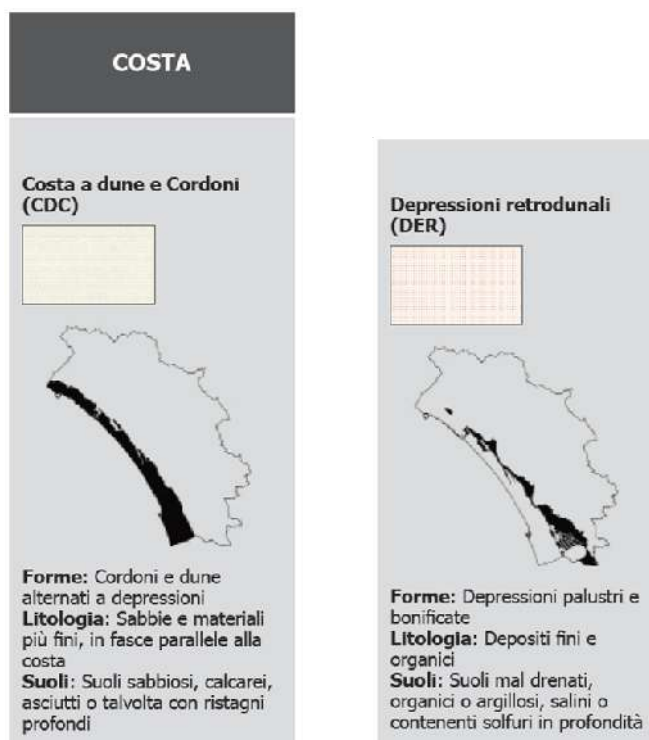 COSTA
Costa a dune e Cordoni
(CDC)
Forme: Cordoni e dune
alternati a depressioni
Litologia: Sabbie e materiali
più fini, in fasce parallele alla
costa
Suoli: Suoli sabbiosi, calcarei,
asciutti o talvolta con ristagni
profondi
Depressioni retrodunali
(DER)
Forme: Depressioni palustri e
bonificate
Litologia: Depositi fini e
organici
Suoli: Suoli mal drenati,
organici o argillosi, salini o
contenenti solfuri in profondità